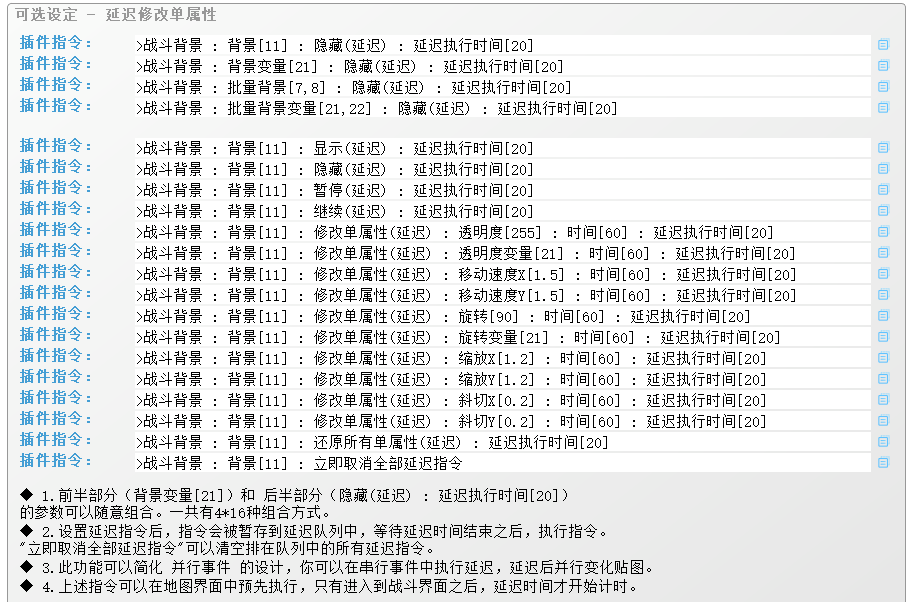 可选设定 - 延迟修改单属性
插件指令： >战斗背景 : 背景[11] : 隐藏(延迟) : 延迟执行时间[20]
插件指令： >战斗背景 : 背景变量[21] : 隐藏(延迟) : 延迟执行时间[20]
插件指令： >战斗背景 : 批量背景[7,8] : 隐藏(延迟) : 延迟执行时间[20]
插件指令： >战斗背景 : 批量背景变量[21,22] : 隐藏(延迟) : 延迟执行时间[20]
插件指令： >战斗背景 : 背景[11] : 显示(延迟) : 延迟执行时间[20]
插件指令： >战斗背景 : 背景[11] : 隐藏(延迟) : 延迟执行时间[20]
插件指令： >战斗背景 : 背景[11] : 暂停(延迟) : 延迟执行时间[20]
插件指令： >战斗背景 : 背景[11] : 继续(延迟) : 延迟执行时间[20]
插件指令： >战斗背景 : 背景[11] : 修改单属性(延迟) : 透明度[255] : 时间[60] : 延迟执行时间[20]
插件指令： >战斗背景 : 背景[11] : 修改单属性(延迟) : 透明度变量[21] : 时间[60] : 延迟执行时间[20]
插件指令： >战斗背景 : 背景[11] : 修改单属性(延迟) : 移动速度X[1.5] : 时间[60] : 延迟执行时间[20]
插件指令： >战斗背景 : 背景[11] : 修改单属性(延迟) : 移动速度Y[1.5] : 时间[60] : 延迟执行时间[20]
插件指令： >战斗背景 : 背景[11] : 修改单属性(延迟) : 旋转[90] : 时间[60] : 延迟执行时间[20]
插件指令： >战斗背景 : 背景[11] : 修改单属性(延迟) : 旋转变量[21] : 时间[60] : 延迟执行时间[20]
插件指令： >战斗背景 : 背景[11] : 修改单属性(延迟) : 缩放X[1.2] : 时间[60] : 延迟执行时间[20]
插件指令： >战斗背景 : 背景[11] : 修改单属性(延迟) : 缩放Y[1.2] : 时间[60] : 延迟执行时间[20]
插件指令： >战斗背景 : 背景[11] : 修改单属性(延迟) : 斜切X[0.2] : 时间[60] : 延迟执行时间[20]
插件指令： >战斗背景 : 背景[11] : 修改单属性(延迟) : 斜切Y[0.2] : 时间[60] : 延迟执行时间[20]
插件指令： >战斗背景 : 背景[11] : 还原所有单属性(延迟) : 延迟执行时间[20]
插件指令： >战斗背景 : 背景[11] : 立即取消全部延迟指令
◆ 1.前半部分（背景变量[21]）和 后半部分（隐藏(延迟) : 延迟执行时间[20]）
的参数可以随意组合。一共有4*16种组合方式。
◆ 2.设置延迟指令后，指令会被暂存到延迟队列中，等待延迟时间结束之后，执行指令。
"立即取消全部延迟指令"可以清空排在队列中的所有延迟指令。
◆ 3.此功能可以简化 并行事件 的设计，你可以在串行事件中执行延迟，延迟后并行变化贴图。
◆ 4.上述指令可以在地图界面中预先执行，只有进入到战斗界面之后，延迟时间才开始计时。